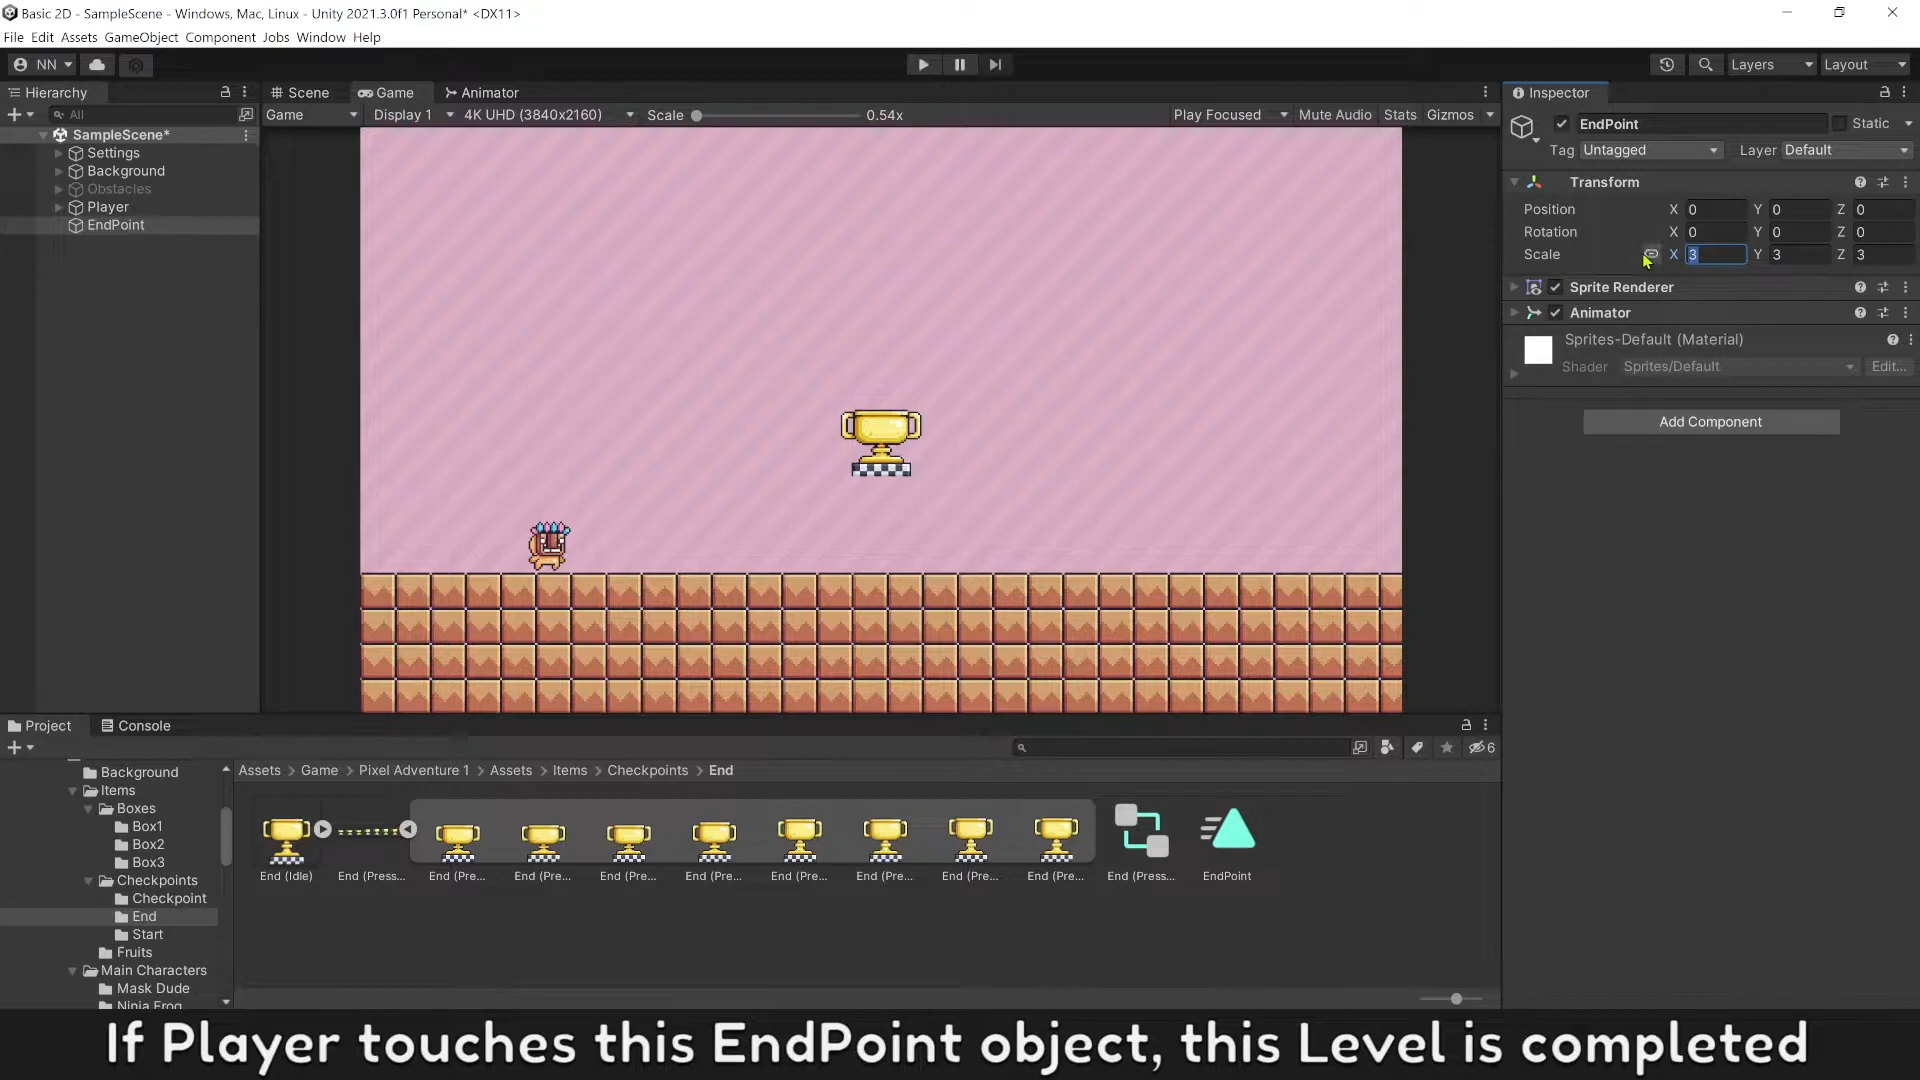 Basic 2D - SampleScene - Windows, Mac, Linux - Unity 2021.3.0f1 Personal* <DX11>
File Edit Assets GameObject Component Jobs Window Help
NN Layers Layout
Hierarchy
All
SampleScene*
Settings
Background
Obstacles
Player
EndPoint
Scene Game Animator
Game Display 1 4K UHD (3840x2160) Scale 0.54x Play Focused Mute Audio Stats Gizmos
Inspector
EndPoint Static
Tag Untagged Layer Default
Transform
Position X 0 Y 0 Z 0
Rotation X 0 Y 0 Z 0
Scale X 3 Y 3 Z 3
Sprite Renderer
Animator
Sprites-Default (Material)
Shader Sprites/Default Edit...
Add Component
Project Console
6
Background
Items
Boxes
Box1
Box2
Box3
Checkpoints
Checkpoint
End
Start
Fruits
Main Characters
Mask Dude
Ninja Frog
Assets > Game > Pixel Adventure 1 > Assets > Items > Checkpoints > End
End (Idle) End (Press... End (Pre... End (Pre... End (Pre... End (Pre... End (Pre... End (Pre... End (Pre... End (Pre... End (Press... EndPoint
If Player touches this EndPoint object, this Level is completed